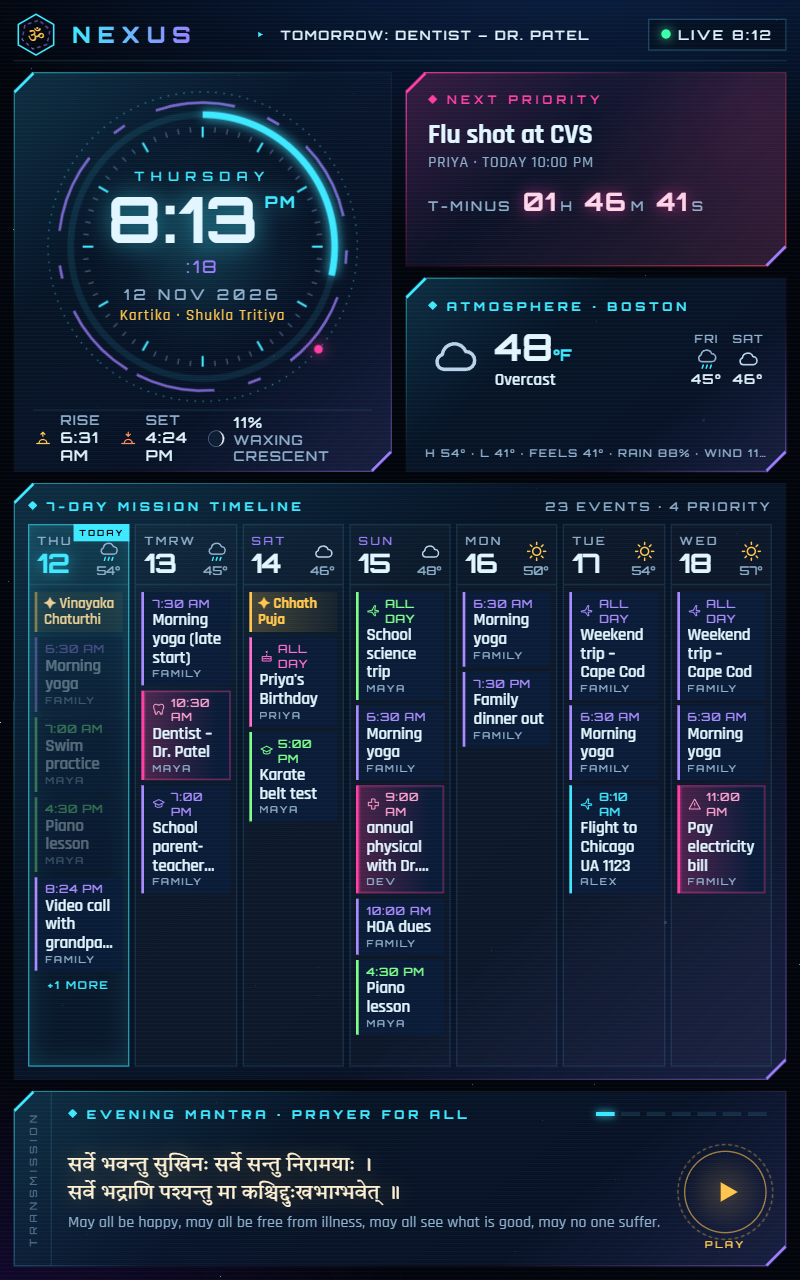 ॐ NEXUS
TOMORROW: DENTIST – DR. PATEL
LIVE 8:12
THURSDAY
8:13 PM
:18
12 NOV 2026
Kartika · Shukla Tritiya
RISE
6:31
AM
SET
4:24
PM
11%
WAXING
CRESCENT
NEXT PRIORITY
Flu shot at CVS
PRIYA · TODAY 10:00 PM
T-MINUS 01H 46M 41S
ATMOSPHERE · BOSTON
48°F
Overcast
FRI SAT
45° 46°
H 54° · L 41° · FEELS 41° · RAIN 88% · WIND 11…
7-DAY MISSION TIMELINE
23 EVENTS · 4 PRIORITY
TODAY
THU
12
54°
✦ Vinayaka
Chaturthi
6:30 AM
Morning
yoga
FAMILY
7:00 AM
Swim
practice
MAYA
4:30 PM
Piano
lesson
MAYA
8:24 PM
Video call
with
grandpa…
FAMILY
+1 MORE
TMRW
13
45°
7:30 AM
Morning
yoga (late
start)
FAMILY
10:30
AM
Dentist –
Dr. Patel
MAYA
7:00
PM
School
parent-
teacher…
FAMILY
SAT
14
46°
✦ Chhath
Puja
ALL
DAY
Priya's
Birthday
PRIYA
5:00
PM
Karate
belt test
MAYA
SUN
15
48°
ALL
DAY
School
science
trip
MAYA
6:30 AM
Morning
yoga
FAMILY
9:00
AM
annual
physical
with Dr.…
DEV
10:00 AM
HOA dues
FAMILY
4:30 PM
Piano
lesson
MAYA
MON
16
50°
6:30 AM
Morning
yoga
FAMILY
7:30 PM
Family
dinner out
FAMILY
TUE
17
54°
ALL
DAY
Weekend
trip –
Cape Cod
FAMILY
6:30 AM
Morning
yoga
FAMILY
8:10
AM
Flight to
Chicago
UA 1123
ALEX
WED
18
57°
ALL
DAY
Weekend
trip –
Cape Cod
FAMILY
6:30 AM
Morning
yoga
FAMILY
11:00
AM
Pay
electricity
bill
FAMILY
TRANSMISSION
EVENING MANTRA · PRAYER FOR ALL
सर्वे भवन्तु सुखिनः सर्वे सन्तु निरामयाः ।
सर्वे भद्राणि पश्यन्तु मा कश्चिद्दुःखभाग्भवेत् ॥
May all be happy, may all be free from illness, may all see what is good, may no one suffer.
PLAY